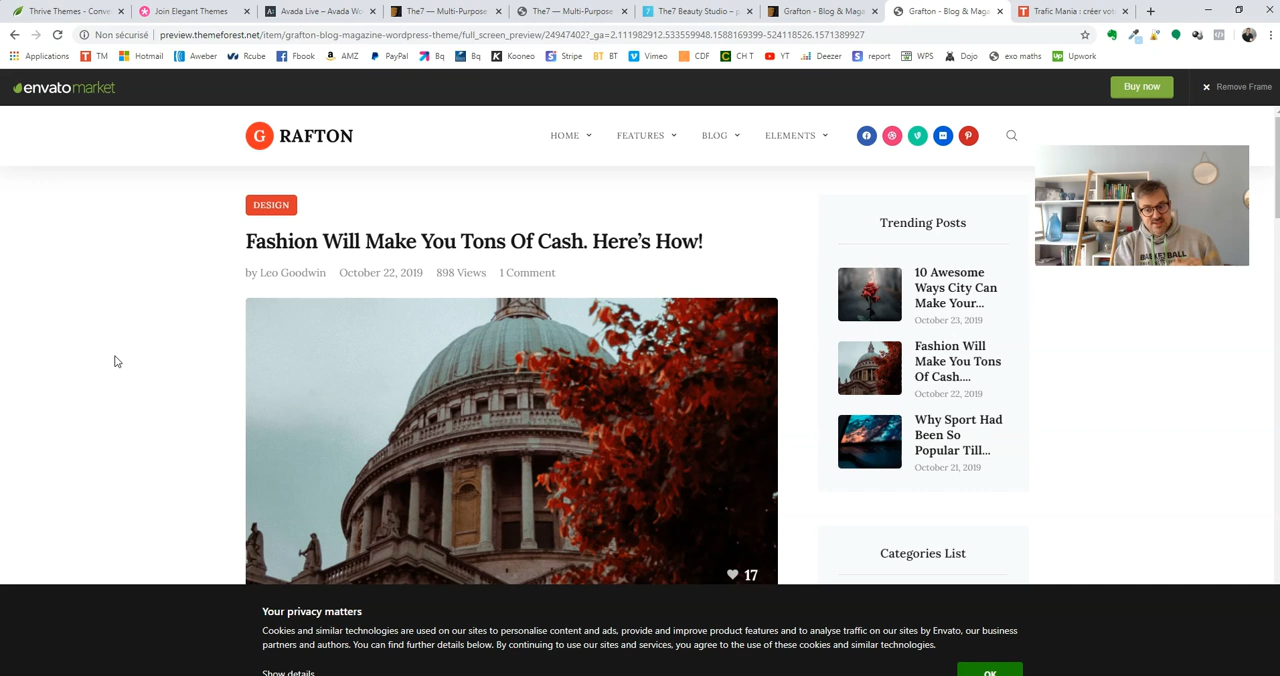 Thrive Themes - Conve
Join Elegant Themes
Avada Live – Avada Wo
The7 — Multi-Purpose
The7 — Multi-Purpose
The7 Beauty Studio – p
Grafton - Blog & Maga
Grafton - Blog & Maga
Trafic Mania : créer vot
Non sécurisé | preview.themeforest.net/item/grafton-blog-magazine-wordpress-theme/full_screen_preview/24947402?_ga=2.111982912.533559948.1588169399-524118526.1571389927
Applications TM Hotmail Aweber Rcube Fbook AMZ PayPal Bq Bq Kooneo Stripe BT Vimeo CDF CH T YT Deezer report WPS Dojo exo maths Upwork
envatomarket
Buy now
Remove Frame
G RAFTON
HOME FEATURES BLOG ELEMENTS
DESIGN
Fashion Will Make You Tons Of Cash. Here's How!
by Leo Goodwin October 22, 2019 898 Views 1 Comment
17
Trending Posts
10 Awesome
Ways City Can
Make Your...
October 23, 2019
Fashion Will
Make You Tons
Of Cash....
October 22, 2019
Why Sport Had
Been So
Popular Till...
October 21, 2019
Categories List
BASKETBALL
Your privacy matters
Cookies and similar technologies are used on our sites to personalise content and ads, provide and improve product features and to analyse traffic on our sites by Envato, our business
partners and authors. You can find further details below. By continuing to use our sites and services, you agree to the use of these cookies and similar technologies.
Show details
OK